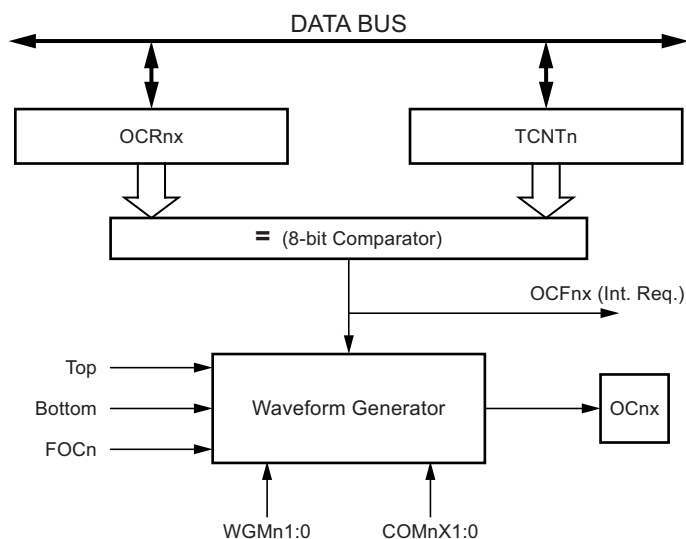 DATA BUS
OCRnx
TCNTn
= (8-bit Comparator)
OCFnx (Int. Req.)
Top
Bottom
FOCn
Waveform Generator
OCnx
WGMn1:0
COMnX1:0